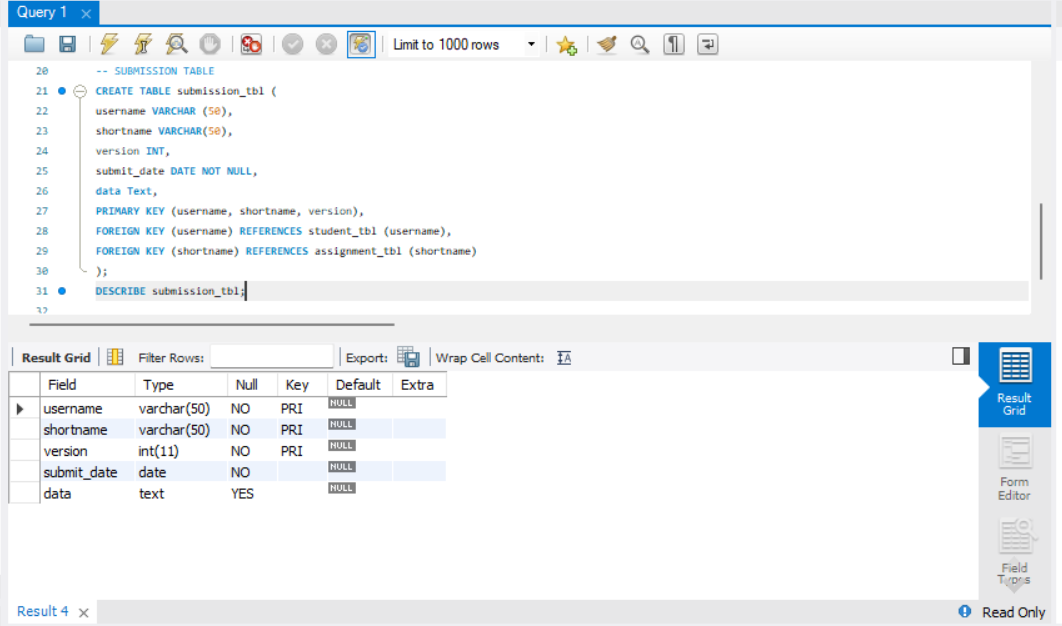 Query 1
Limit to 1000 rows
20 -- SUBMISSION TABLE
21 CREATE TABLE submission_tbl (
22 username VARCHAR (50),
23 shortname VARCHAR(50),
24 version INT,
25 submit_date DATE NOT NULL,
26 data Text,
27 PRIMARY KEY (username, shortname, version),
28 FOREIGN KEY (username) REFERENCES student_tbl (username),
29 FOREIGN KEY (shortname) REFERENCES assignment_tbl (shortname)
30 );
31 DESCRIBE submission_tbl;
32
Result Grid Filter Rows: Export: Wrap Cell Content:
Field Type Null Key Default Extra
username varchar(50) NO PRI NULL
shortname varchar(50) NO PRI NULL
version int(11) NO PRI NULL
submit_date date NO NULL
data text YES NULL
Result
Grid
Form
Editor
Field
Types
Result 4 Read Only